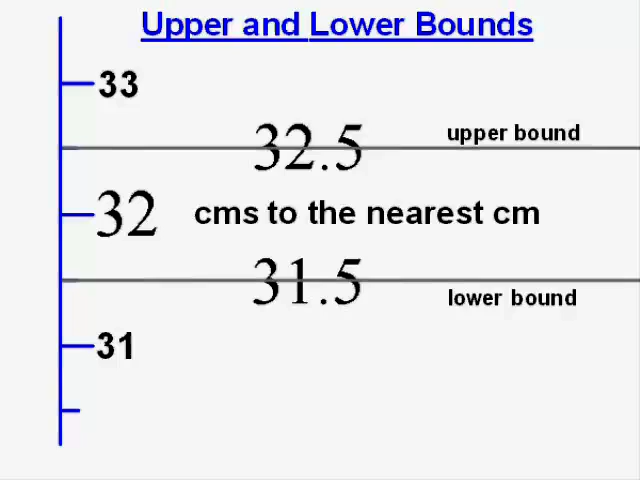 Upper and Lower Bounds
33
32.5
upper bound
32 cms to the nearest cm
31.5
lower bound
31